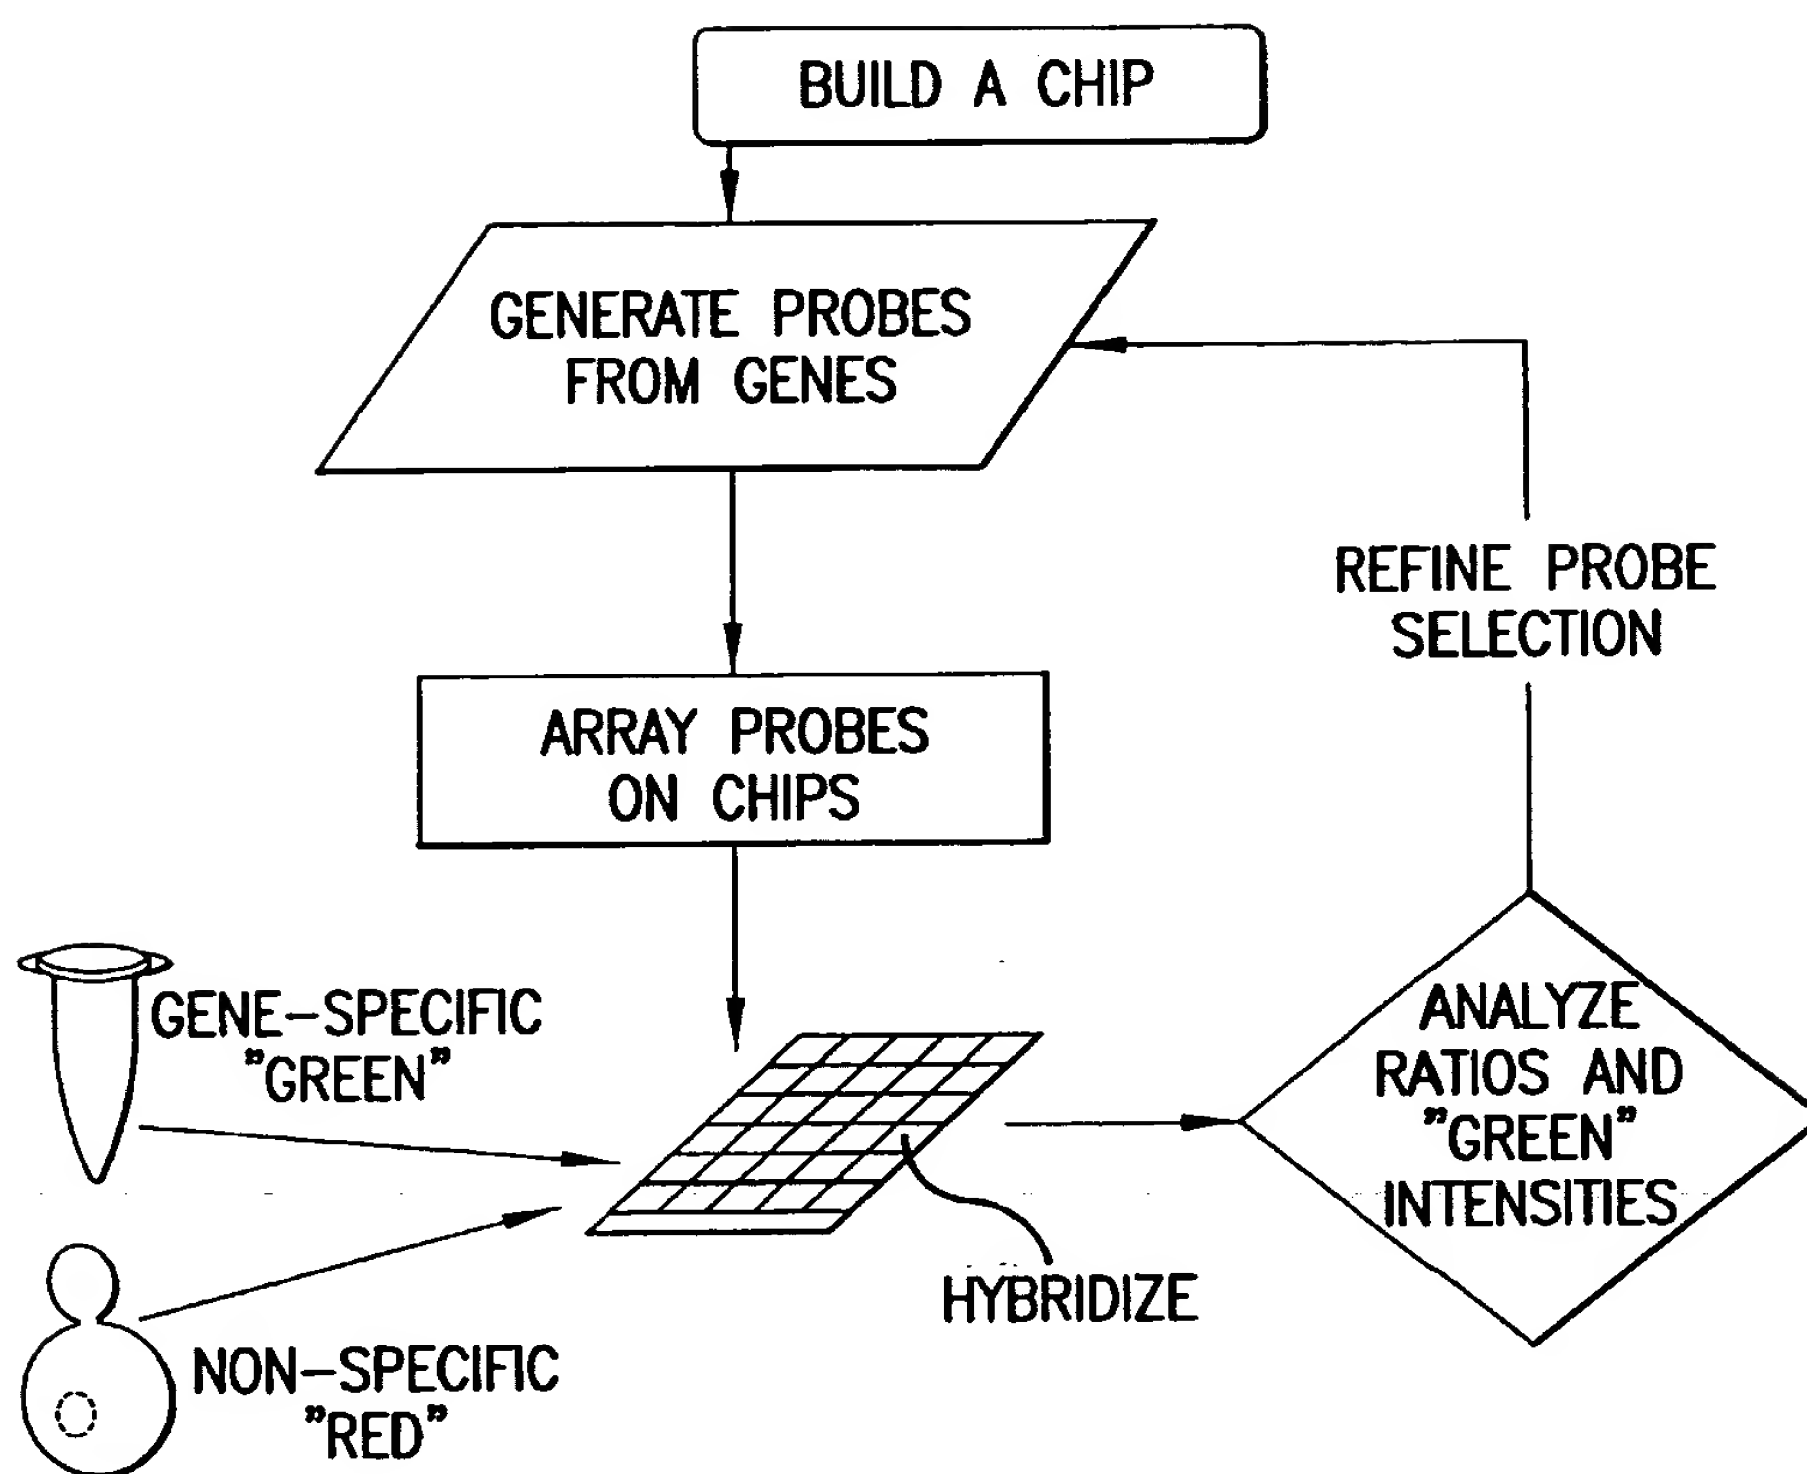 BUILD A CHIP
GENERATE PROBES
FROM GENES
REFINE PROBE
SELECTION
ARRAY PROBES
ON CHIPS
GENE-SPECIFIC
"GREEN"
ANALYZE
RATIOS AND
"GREEN"
INTENSITIES
HYBRIDIZE
NON-SPECIFIC
"RED"